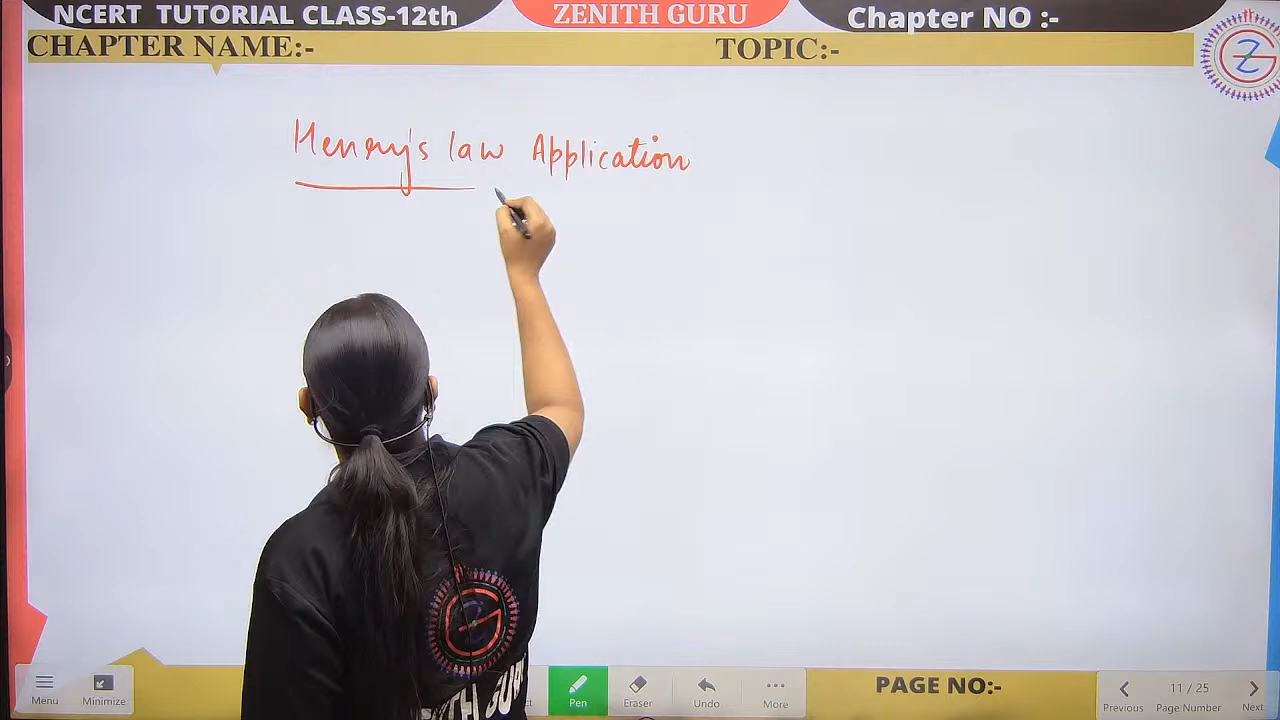 NCERT TUTORIAL CLASS-12th
ZENITH GURU
Chapter NO :-
CHAPTER NAME:-
TOPIC:-
Henry's law Application
Menu
Minimize
Pen
Eraser
Undo
More
PAGE NO:-
Previous
11 / 25
Page Number
Next